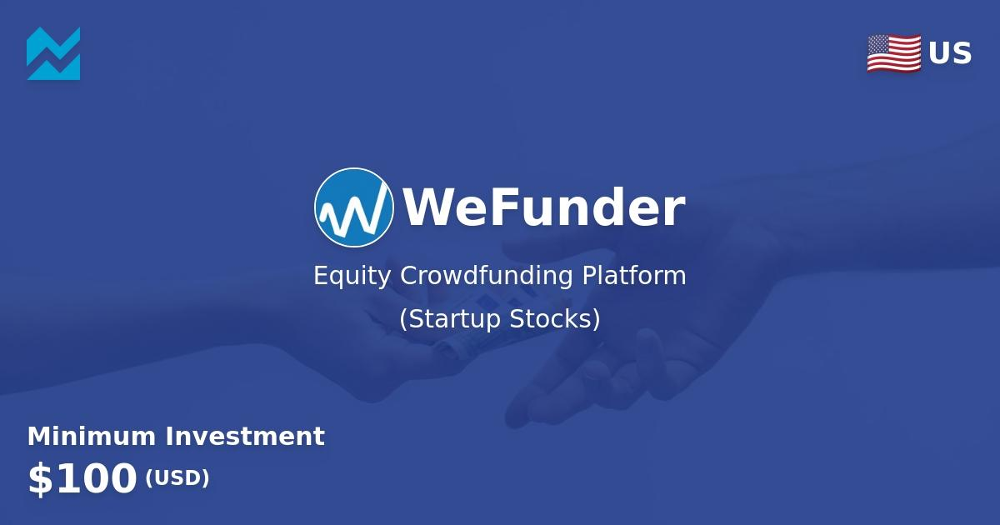 US
WeFunder
Equity Crowdfunding Platform
(Startup Stocks)
Minimum Investment
$100 (USD)